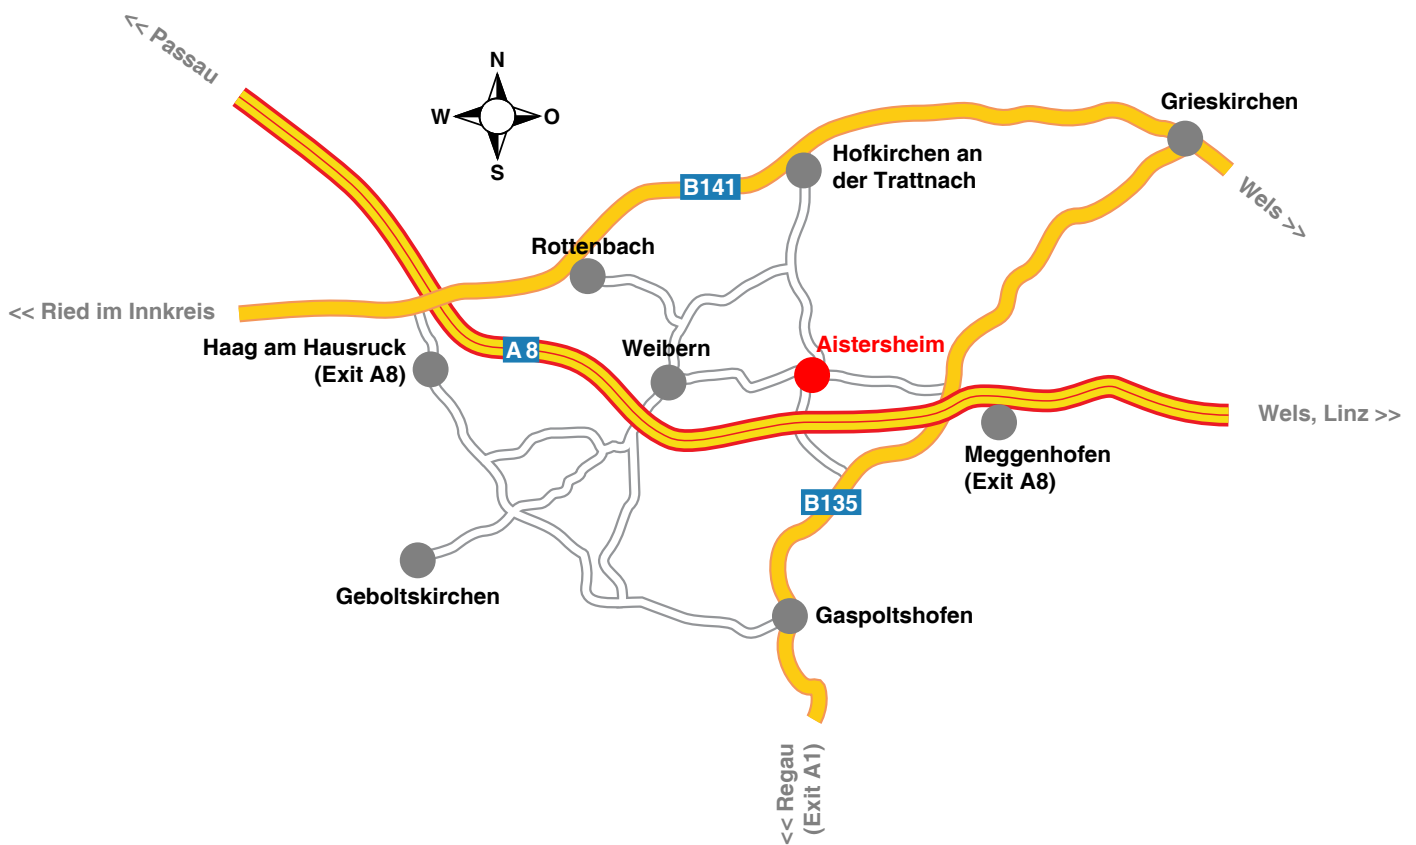 << Passau
N
W
O
S
Grieskirchen
Hofkirchen an
der Trattnach
B141
Wels >>
Rottenbach
<< Ried im Innkreis
Haag am Hausruck
(Exit A8)
A 8
Weibern
Aistersheim
Wels, Linz >>
Meggenhofen
(Exit A8)
B135
Geboltskirchen
Gaspoltshofen
<< Regau
(Exit A1)